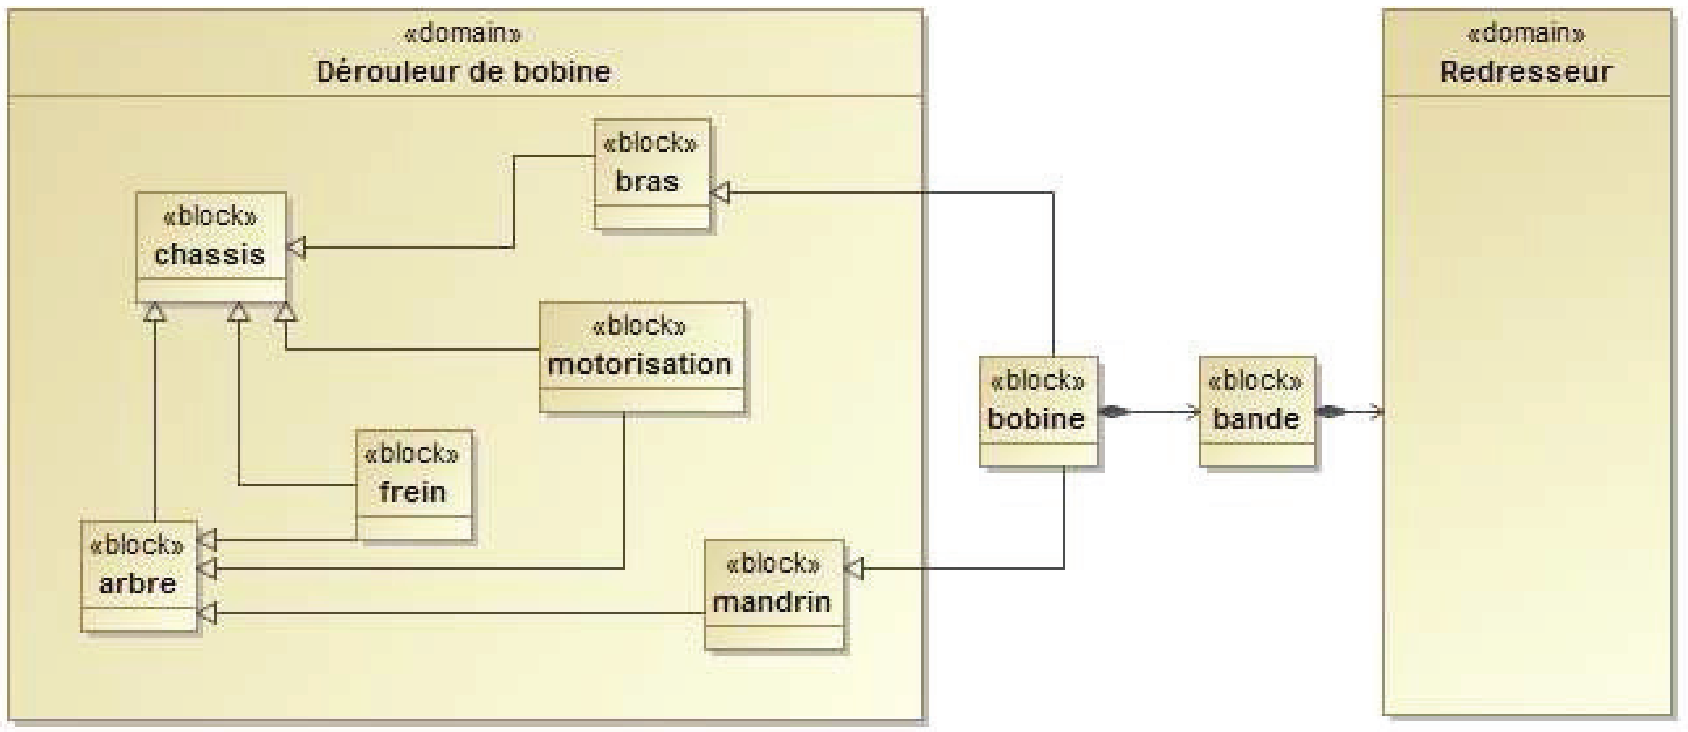 «domain»
Dérouleur de bobine
«domain»
Redresseur
«block»
bras
«block»
chassis
«block»
motorisation
«block»
bobine
«block»
bande
«block»
frein
«block»
arbre
«block»
mandrin